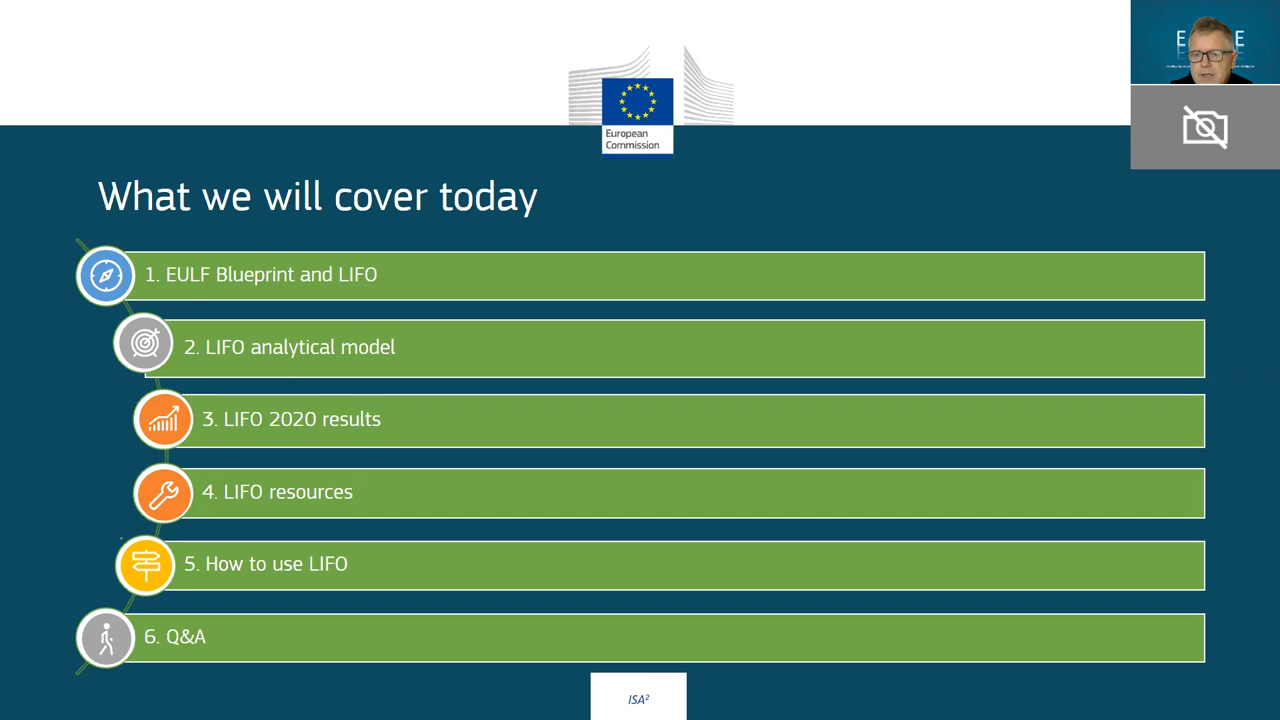 European
Commission
What we will cover today
1. EULF Blueprint and LIFO
2. LIFO analytical model
3. LIFO 2020 results
4. LIFO resources
5. How to use LIFO
6. Q&A
ISA²